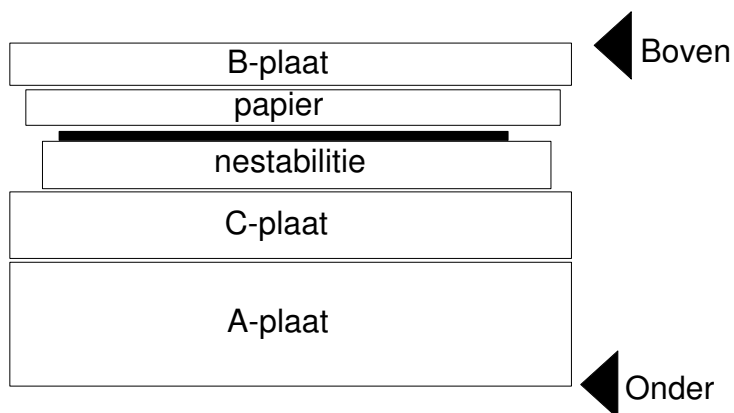 B-plaat
Boven
papier
nestabilitie
C-plaat
A-plaat
Onder